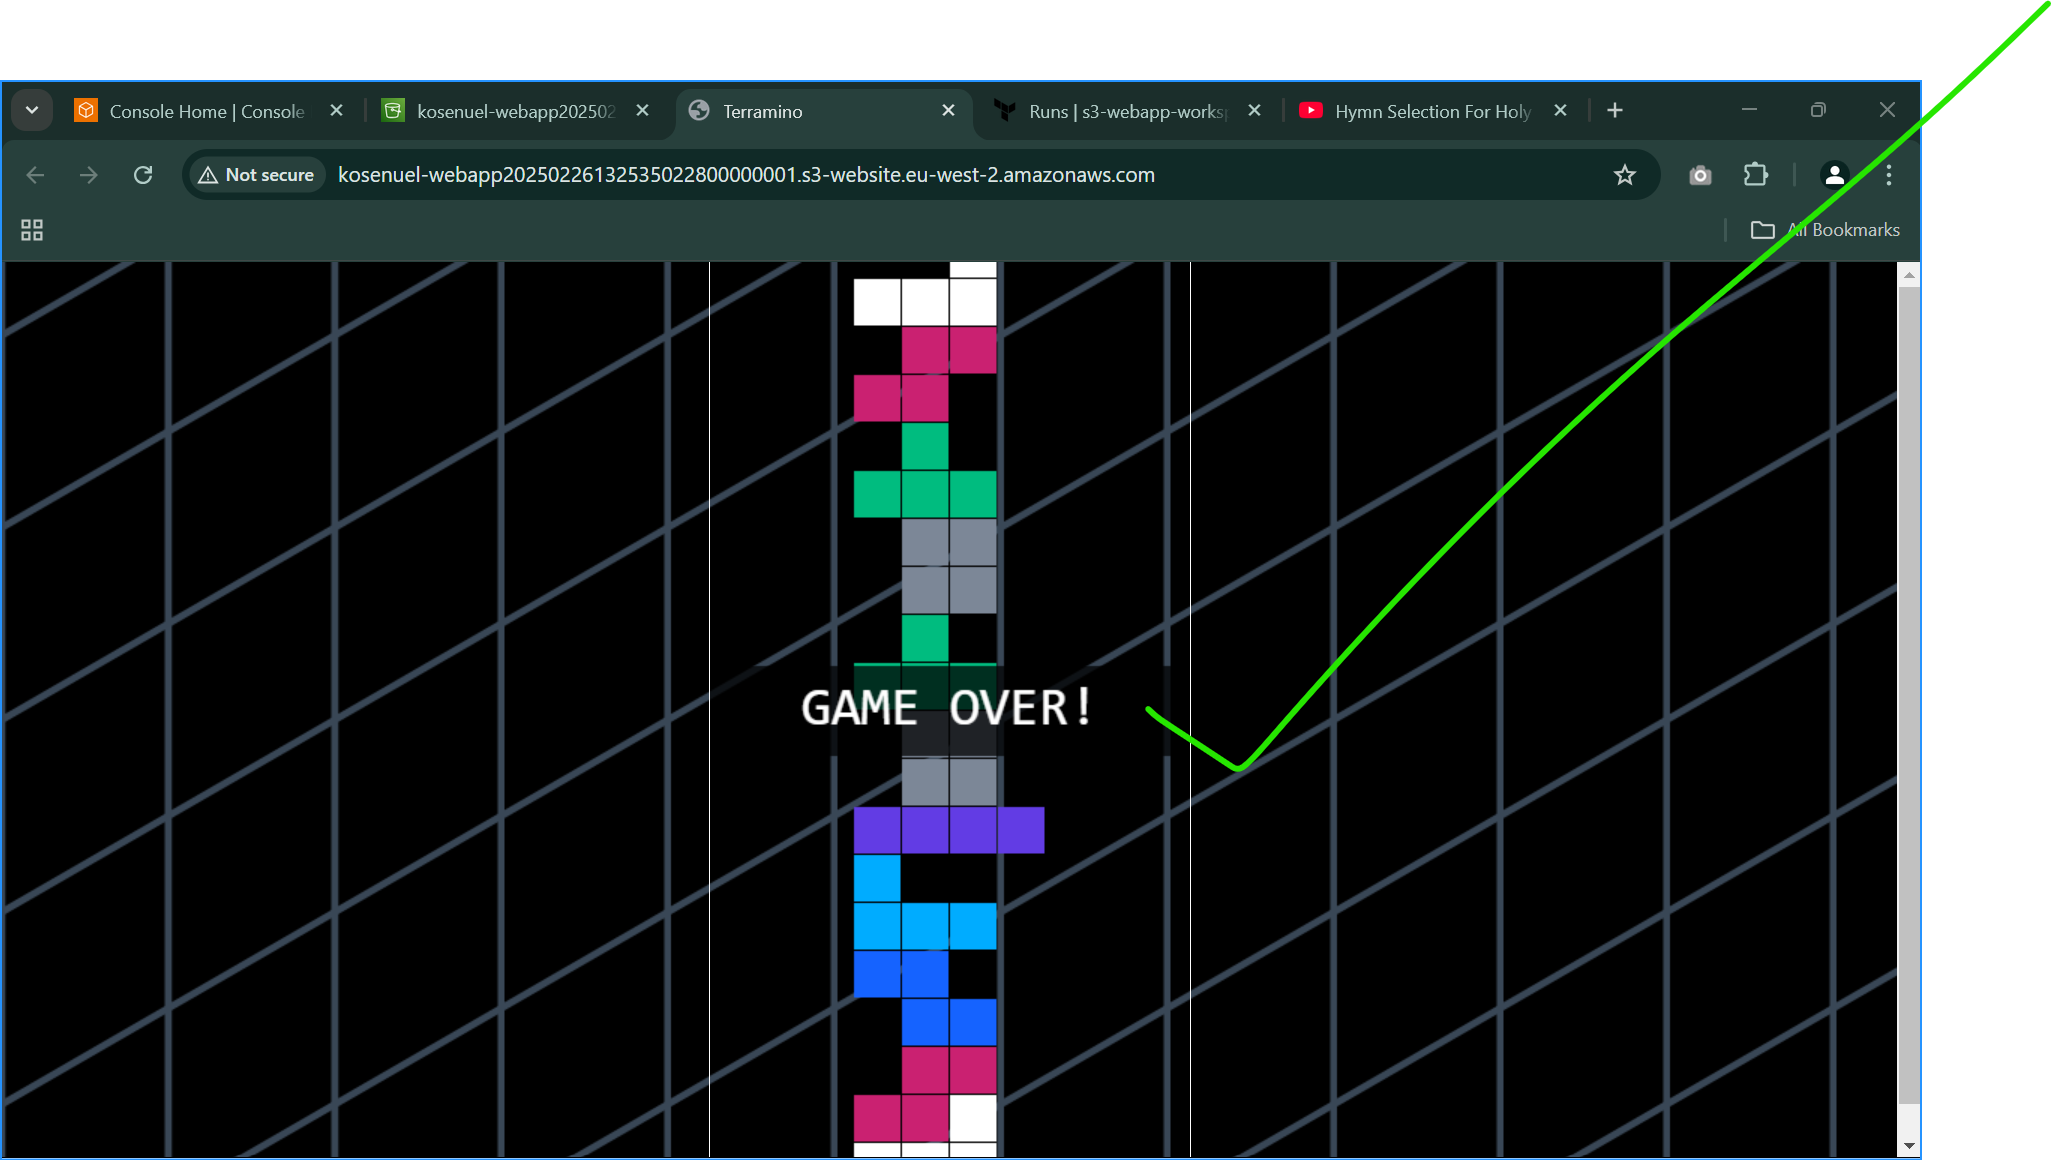 Console Home | Console
kosenuel-webapp202502
Terramino
Runs | s3-webapp-works
Hymn Selection For Holy
Not secure
kosenuel-webapp20250226132535022800000001.s3-website.eu-west-2.amazonaws.com
All Bookmarks
GAME OVER!